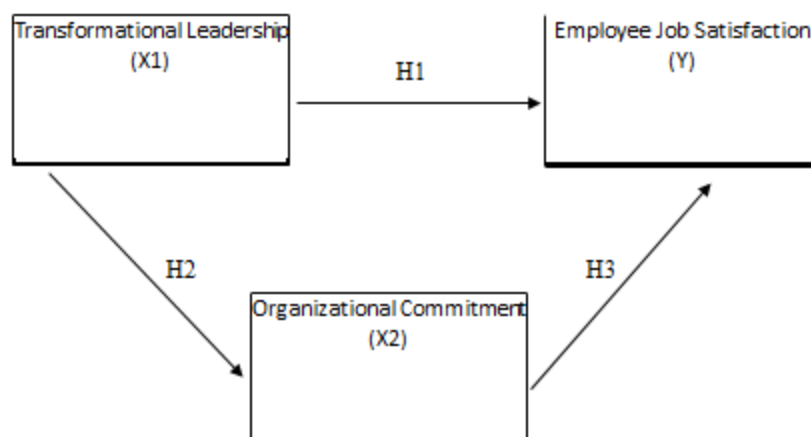 Transformational Leadership
(X1)
Employee Job Satisfaction
(Y)
H1
H2
H3
Organizational Commitment
(X2)